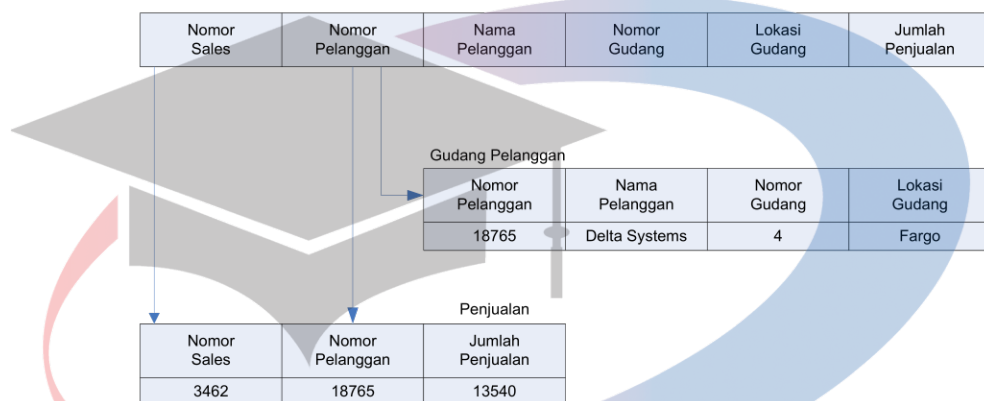 Nomor Sales
Nomor Pelanggan
Nama Pelanggan
Nomor Gudang
Lokasi Gudang
Jumlah Penjualan
Gudang Pelanggan
Nomor Pelanggan
Nama Pelanggan
Nomor Gudang
Lokasi Gudang
18765
Delta Systems
4
Fargo
Penjualan
Nomor Sales
Nomor Pelanggan
Jumlah Penjualan
3462
18765
13540